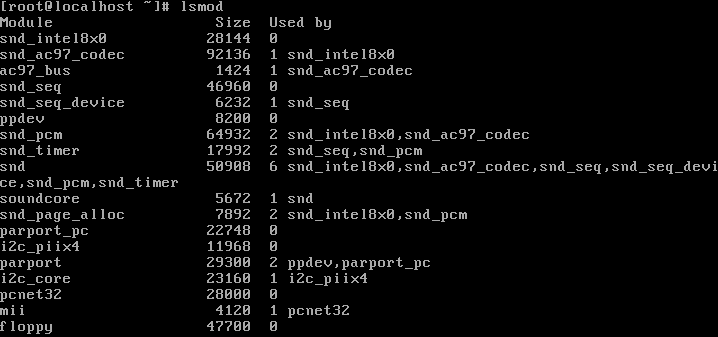 [root@localhost ~]# lsmod
Module                  Size  Used by
snd_intel8x0           28144  0
snd_ac97_codec         92136  1 snd_intel8x0
ac97_bus                1424  1 snd_ac97_codec
snd_seq                46960  0
snd_seq_device          6232  1 snd_seq
ppdev                   8200  0
snd_pcm                64932  2 snd_intel8x0,snd_ac97_codec
snd_timer              17992  2 snd_seq,snd_pcm
snd                    50908  6 snd_intel8x0,snd_ac97_codec,snd_seq,snd_seq_devi
ce,snd_pcm,snd_timer
soundcore               5672  1 snd
snd_page_alloc          7892  2 snd_intel8x0,snd_pcm
parport_pc             22748  0
i2c_piix4              11968  0
parport                29300  2 ppdev,parport_pc
i2c_core               23160  1 i2c_piix4
pcnet32                28000  0
mii                     4120  1 pcnet32
floppy                 47700  0